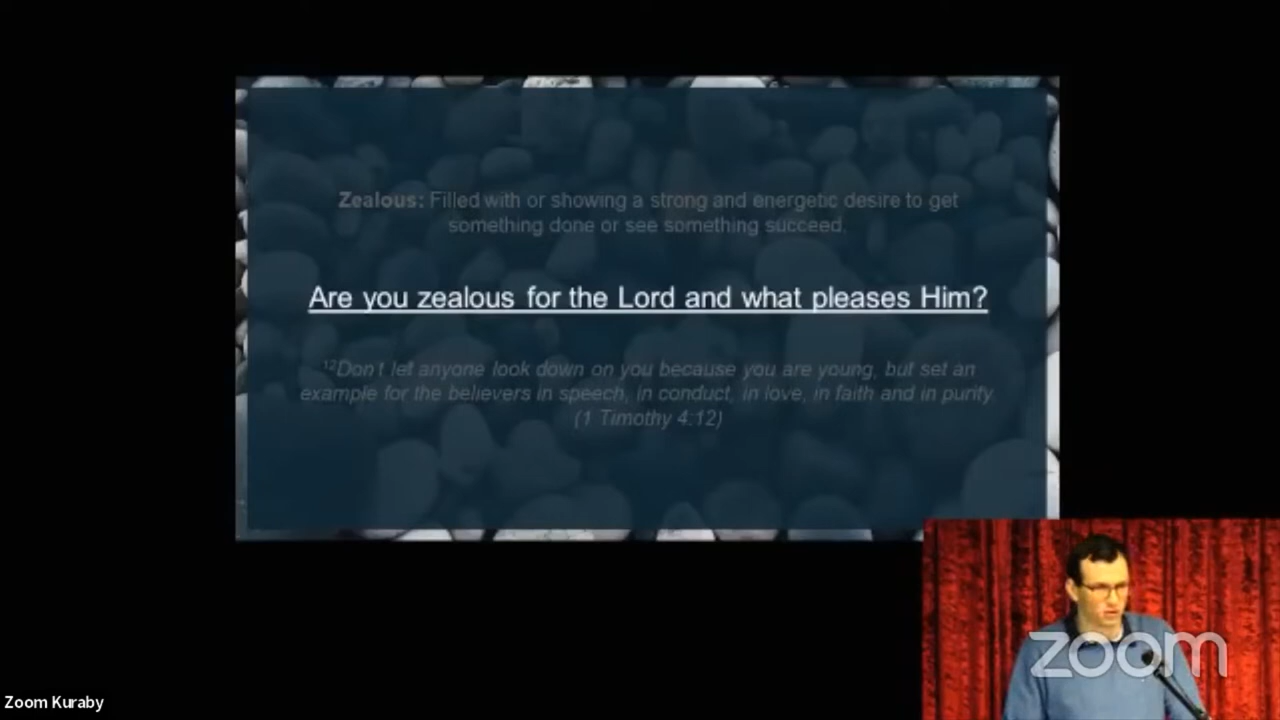 Zealous: Filled with or showing a strong and energetic desire to get
something done or see something succeed.
Are you zealous for the Lord and what pleases Him?
¹²Don't let anyone look down on you because you are young, but set an
example for the believers in speech, in conduct, in love, in faith and in purity.
(1 Timothy 4:12)
zoom
Zoom Kuraby